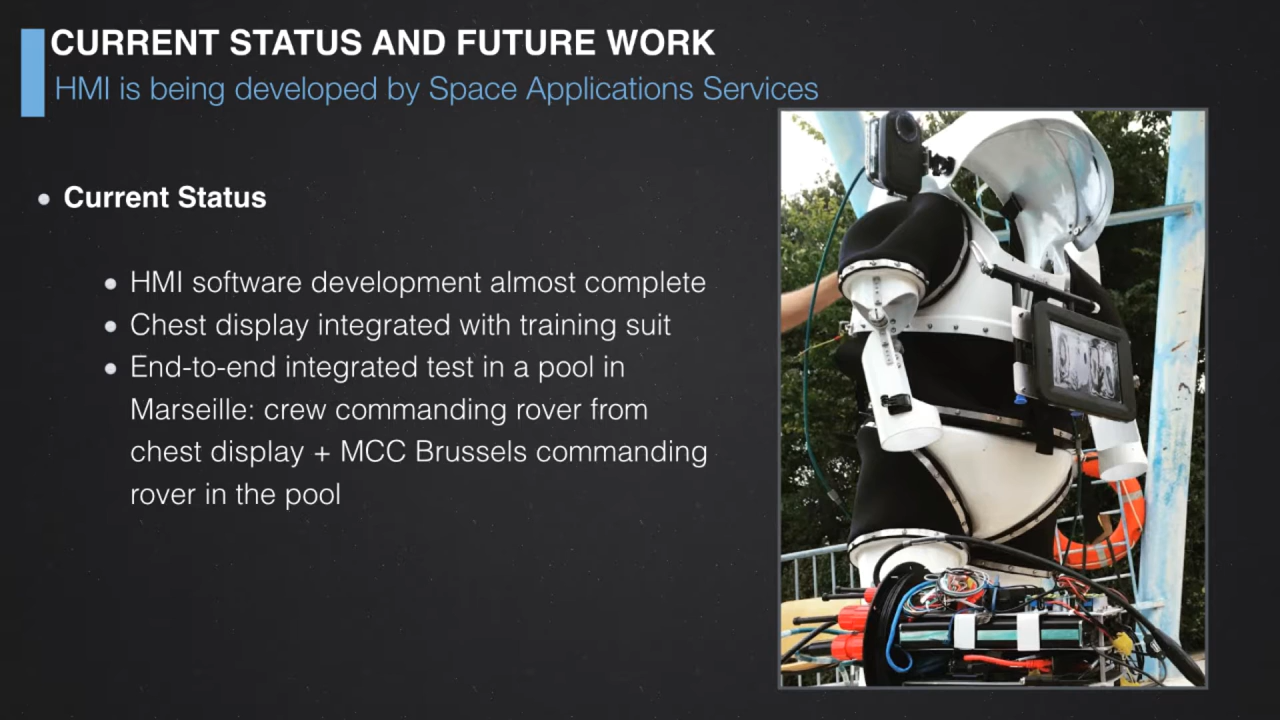 CURRENT STATUS AND FUTURE WORK
HMI is being developed by Space Applications Services
• Current Status
• HMI software development almost complete
• Chest display integrated with training suit
• End-to-end integrated test in a pool in
Marseille: crew commanding rover from
chest display + MCC Brussels commanding
rover in the pool